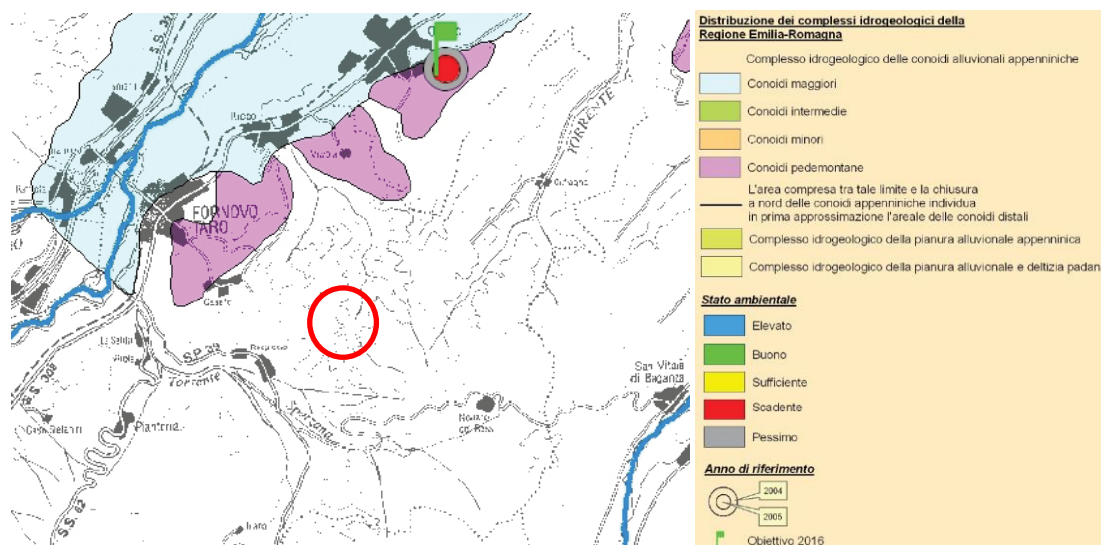 FORNOVO
TARO
TORRENTE
S.P. 39
Torrente
Sporzana
S.S. 308
S.S. 62
San Vitale
di Baganza
Distribuzione dei complessi idrogeologici della
Regione Emilia-Romagna
Complesso idrogeologico delle conoidi alluvionali appenniniche
Conoidi maggiori
Conoidi intermedie
Conoidi minori
Conoidi pedemontane
L'area compresa tra tale limite e la chiusura
a nord delle conoidi appenniniche individua
in prima approssimazione l'areale delle conoidi distali
Complesso idrogeologico della pianura alluvionale appenninica
Complesso idrogeologico della pianura alluvionale e deltizia padan
Stato ambientale
Elevato
Buono
Sufficiente
Scadente
Pessimo
Anno di riferimento
2004
2005
Obiettivo 2016